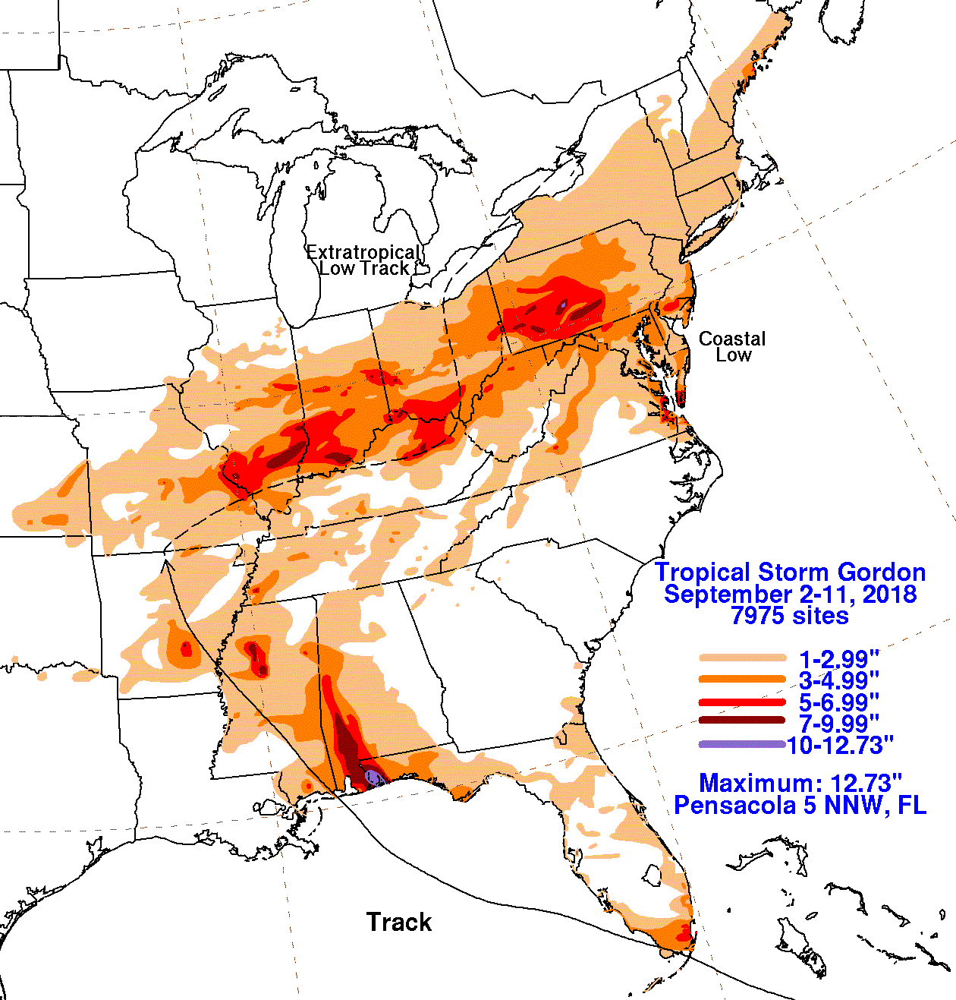 Extratropical
Low Track
Coastal
Low
Tropical Storm Gordon
September 2-11, 2018
7975 sites
1-2.99"
3-4.99"
5-6.99"
7-9.99"
10-12.73"
Maximum: 12.73"
Pensacola 5 NNW, FL
Track